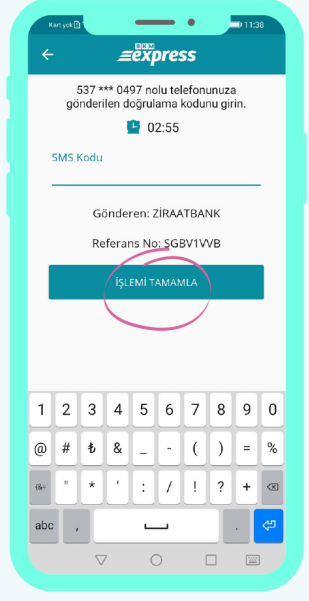 Kart yok
11:38
BKM
express
537 *** 0497 nolu telefonunuza
gönderilen doğrulama kodunu girin.
02:55
SMS Kodu
Gönderen: ZİRAATBANK
Referans No: SGBV1VVB
İŞLEMİ TAMAMLA
1 2 3 4 5 6 7 8 9 0
@ # ₺ & _ - ( ) = %
" * ' : / ! ? +
abc , .